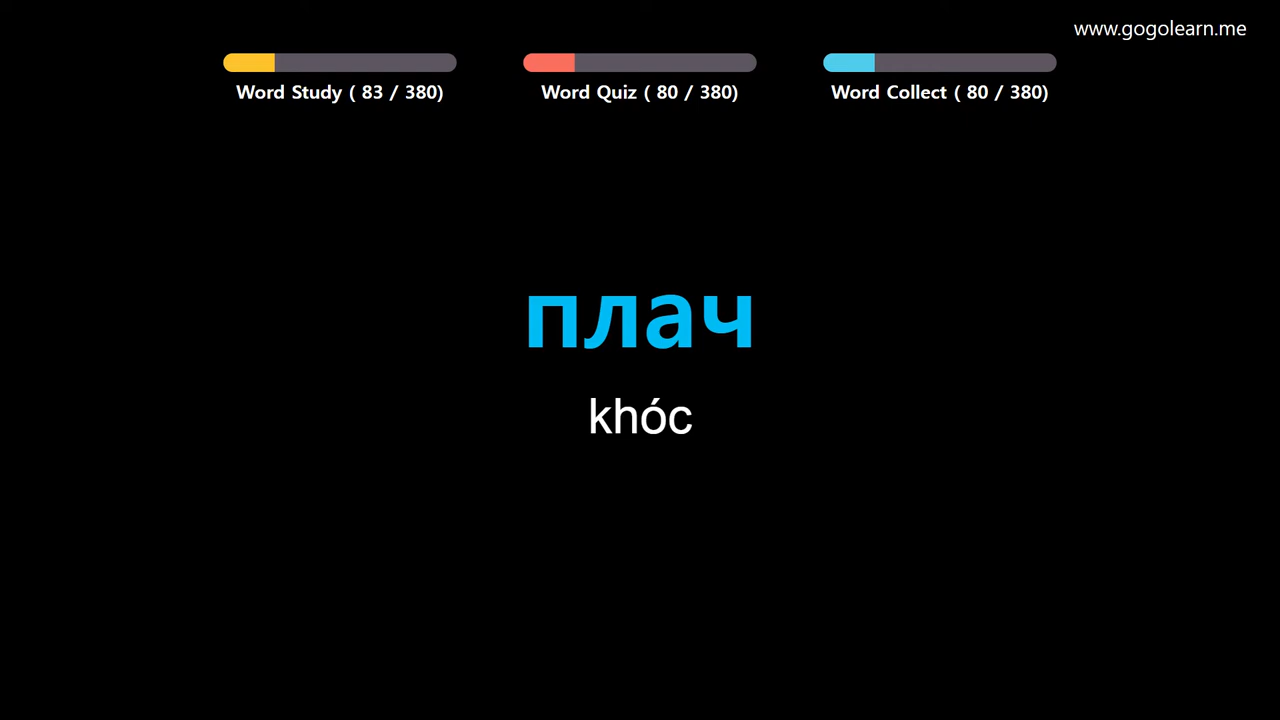 www.gogolearn.me
Word Study ( 83 / 380)
Word Quiz ( 80 / 380)
Word Collect ( 80 / 380)
плач
khóc